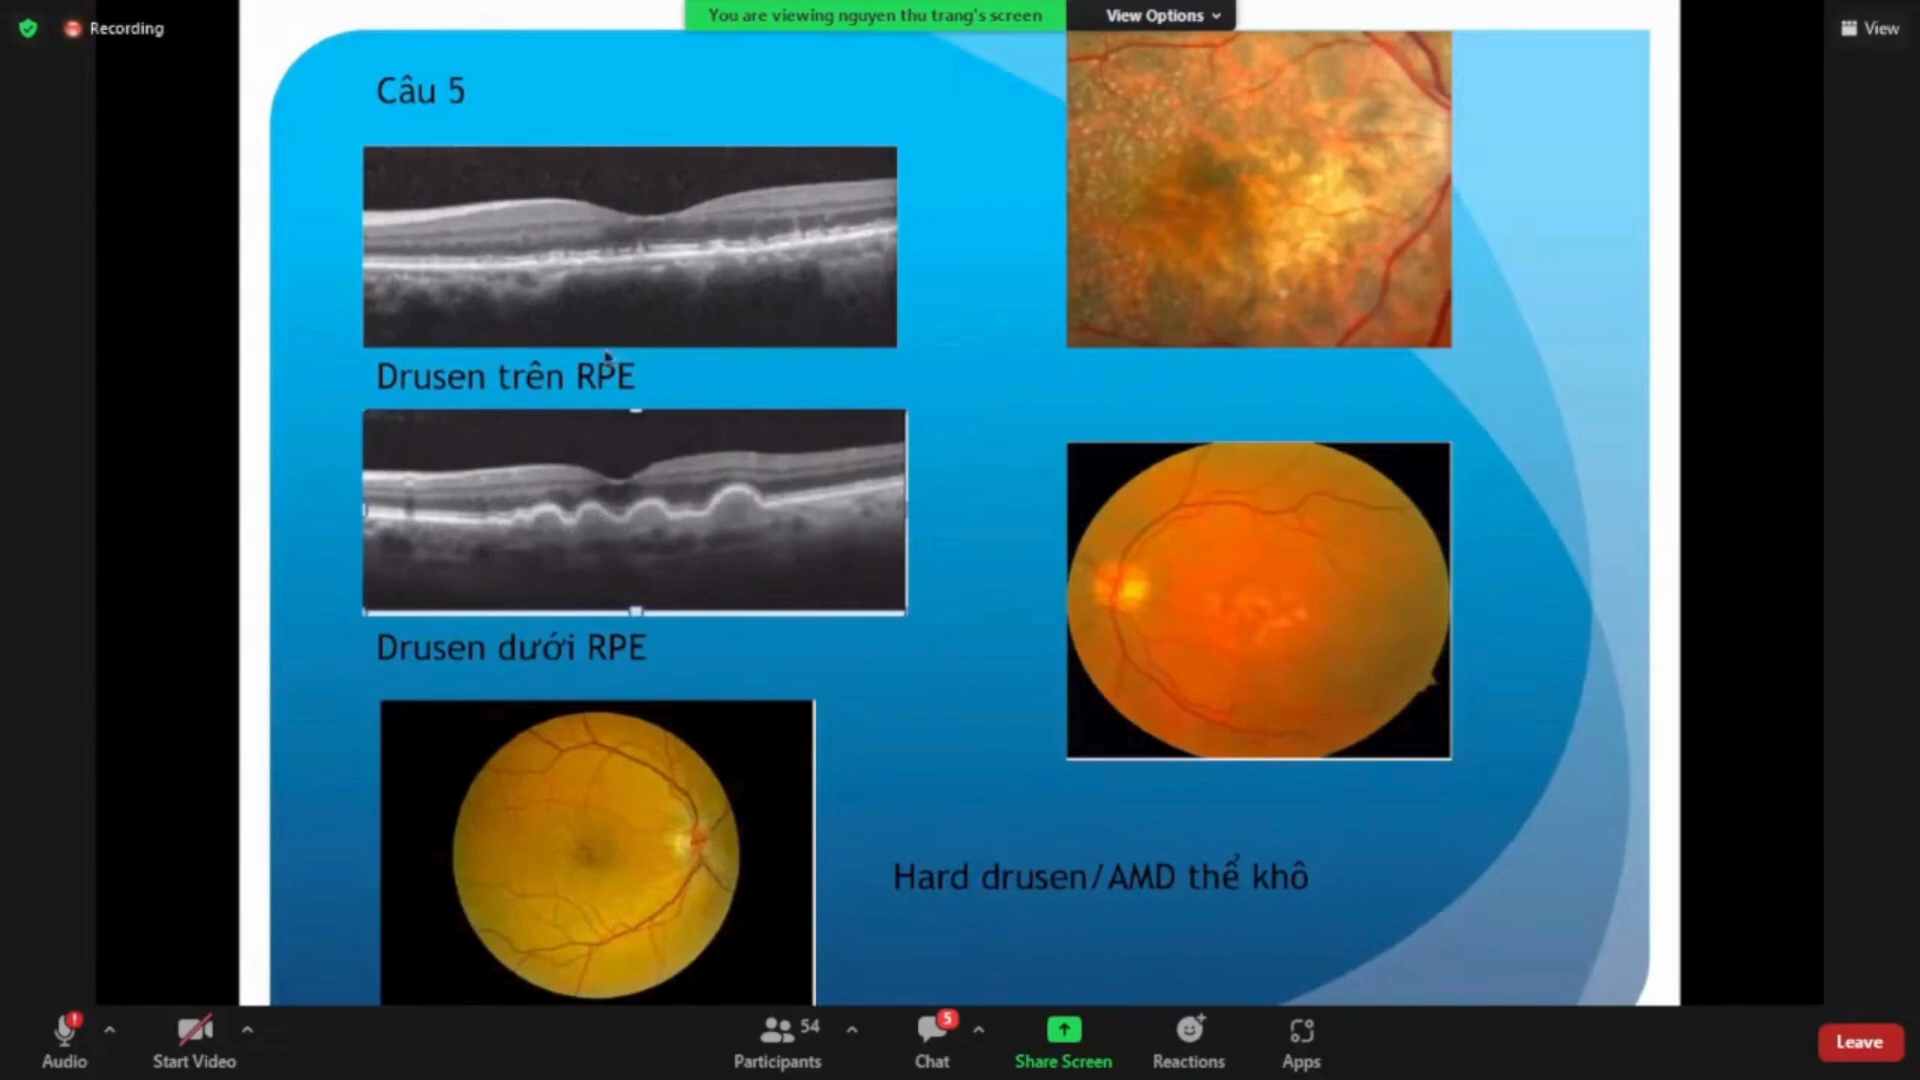 Recording
You are viewing nguyen thu trang's screen
View Options
View
Câu 5
Drusen trên RPE
Drusen dưới RPE
Hard drusen/AMD thể khô
Audio
Start Video
54
Participants
5
Chat
Share Screen
Reactions
Apps
Leave